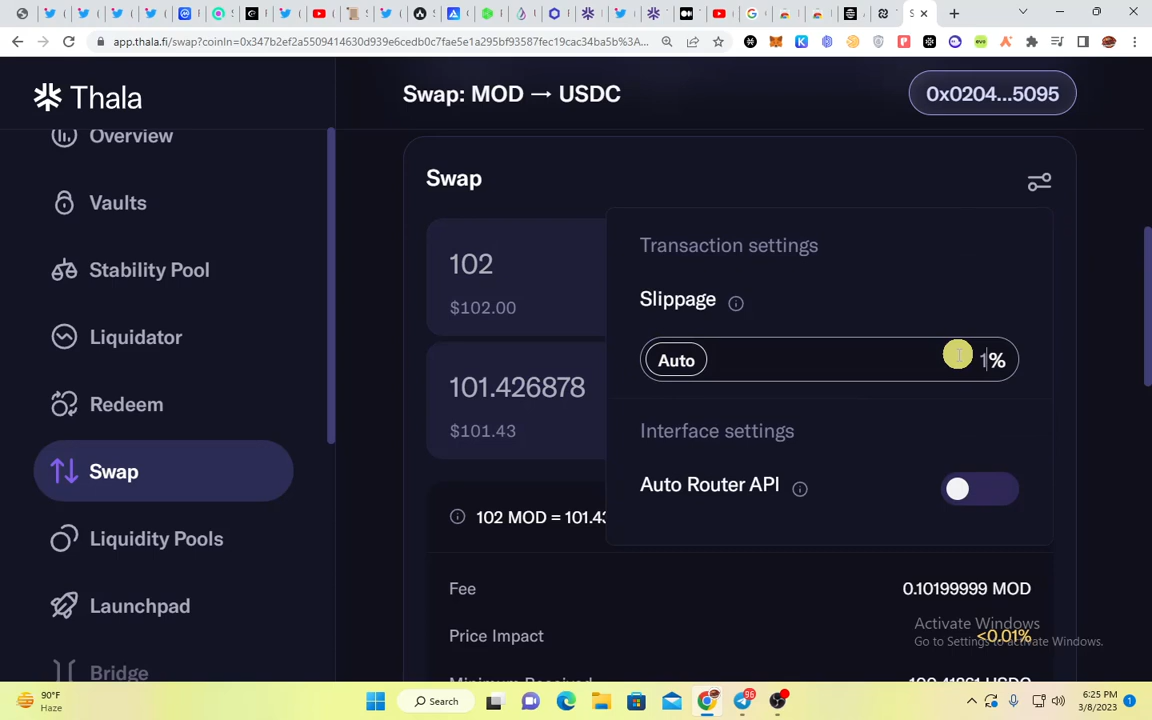 app.thala.fi/swap?coinIn=0x347b2ef2a5509414630d939e6cedb0c7fae5e1a295bf93587fec19cac34ba5b%3A...
Thala
Swap: MOD → USDC
0x0204...5095
Overview
Vaults
Stability Pool
Liquidator
Redeem
Swap
Liquidity Pools
Launchpad
Bridge
Swap
102
$102.00
101.426878
$101.43
102 MOD = 101.43
Fee
0.10199999 MOD
Price Impact
<0.01%
Transaction settings
Slippage
Auto
1%
Interface settings
Auto Router API
Activate Windows
Go to Settings to activate Windows.
90°F
Haze
Search
96
6:25 PM
3/8/2023
1